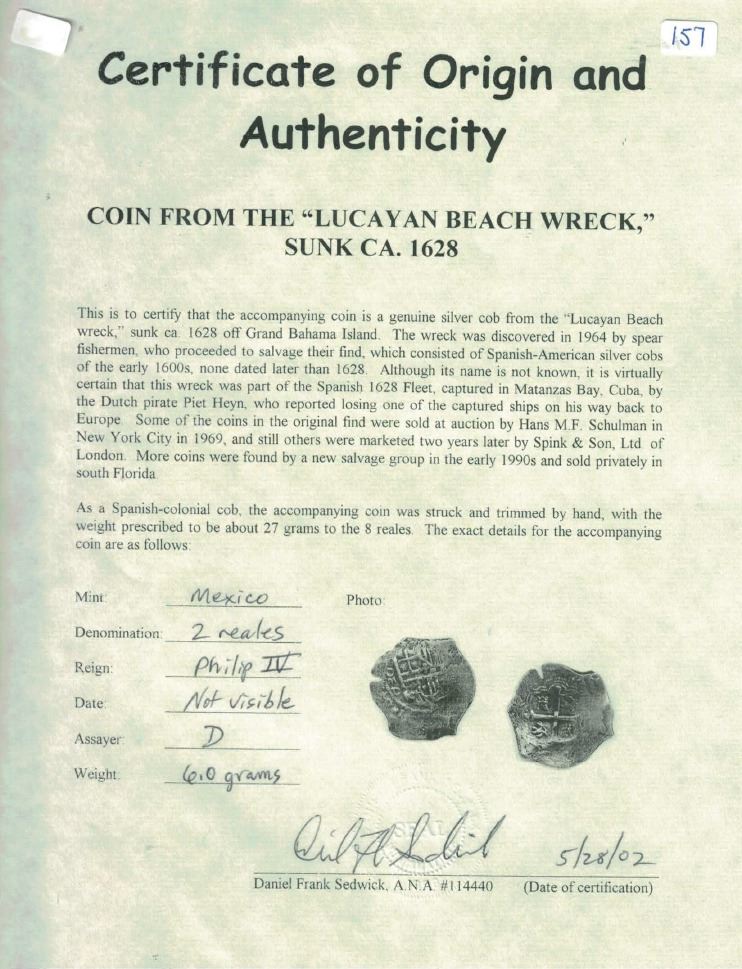 157
Certificate of Origin and
Authenticity
COIN FROM THE “LUCAYAN BEACH WRECK,”
SUNK CA. 1628
This is to certify that the accompanying coin is a genuine silver cob from the “Lucayan Beach
wreck,” sunk ca. 1628 off Grand Bahama Island. The wreck was discovered in 1964 by spear
fishermen, who proceeded to salvage their find, which consisted of Spanish-American silver cobs
of the early 1600s, none dated later than 1628. Although its name is not known, it is virtually
certain that this wreck was part of the Spanish 1628 Fleet, captured in Matanzas Bay, Cuba, by
the Dutch pirate Piet Heyn, who reported losing one of the captured ships on his way back to
Europe. Some of the coins in the original find were sold at auction by Hans M.F. Schulman in
New York City in 1969, and still others were marketed two years later by Spink & Son, Ltd. of
London. More coins were found by a new salvage group in the early 1990s and sold privately in
south Florida.
As a Spanish-colonial cob, the accompanying coin was struck and trimmed by hand, with the
weight prescribed to be about 27 grams to the 8 reales. The exact details for the accompanying
coin are as follows:
Mint: Mexico
Photo:
Denomination: 2 reales
Reign: Philip IV
Date: Not visible
Assayer: D
Weight: 6.0 grams
SEAL
5/28/02
Daniel Frank Sedwick, A.N.A. #114440 (Date of certification)